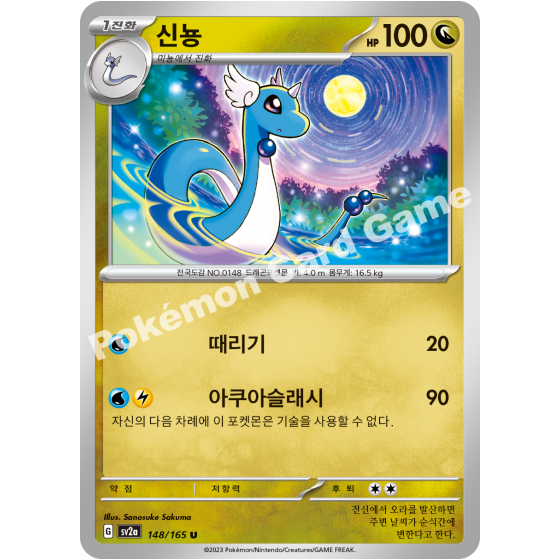 1진화
신뇽
HP 100
미뇽에서 진화
전국도감 NO.0148 드래곤포켓몬 키: 4.0 m 몸무게: 16.5 kg
때리기 20
아쿠아슬래시 90
자신의 다음 차례에 이 포켓몬은 기술을 사용할 수 없다.
약 점 저항력 후 퇴
Illus. Sanosuke Sakuma
G sv2a 148/165 U
전신에서 오라를 발산하면
주변 날씨가 순식간에
변한다고 한다.
©2023 Pokémon/Nintendo/Creatures/GAME FREAK.
Pokémon Card Game